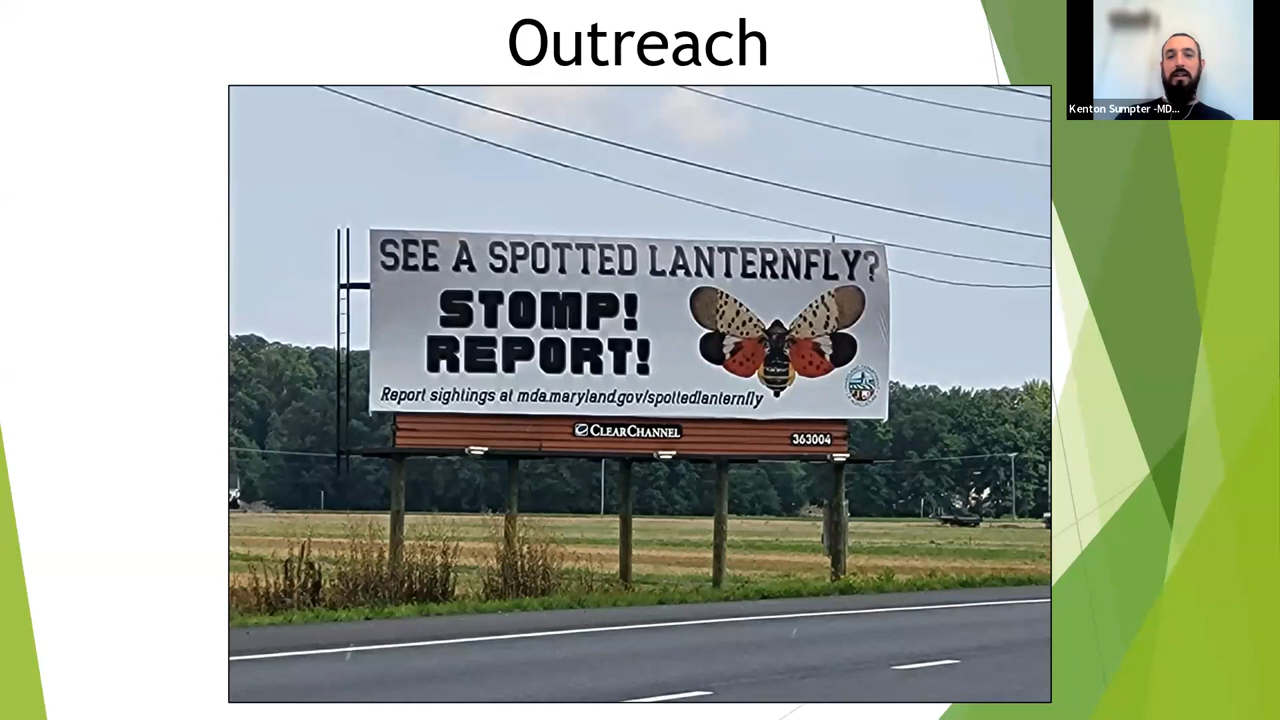 Outreach
Kenton Sumpter -MD...
SEE A SPOTTED LANTERNFLY?
STOMP!
REPORT!
Report sightings at mda.maryland.gov/spottedlanternfly
CLEARCHANNEL
363004